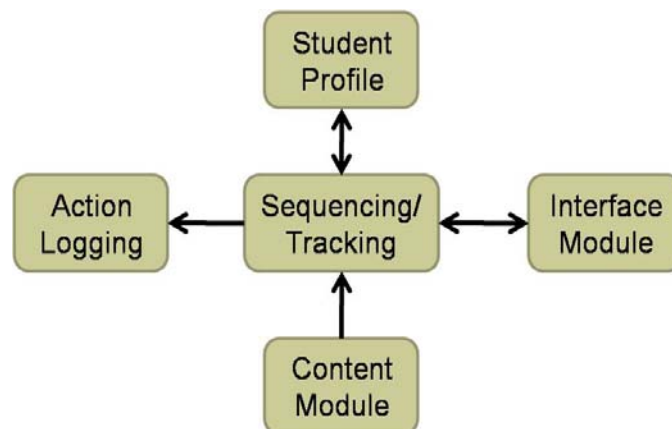 Student
Profile
Action
Logging
Sequencing/
Tracking
Interface
Module
Content
Module